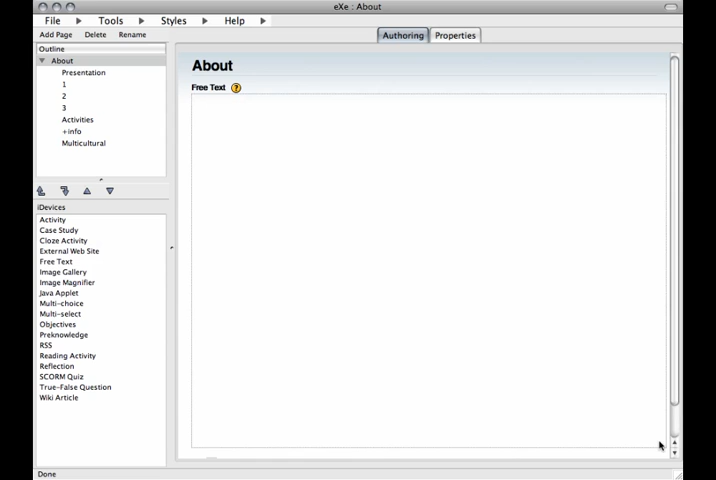 eXe : About
File Tools Styles Help
Add Page Delete Rename
Authoring Properties
Outline
About
Presentation
1
2
3
Activities
+info
Multicultural
iDevices
Activity
Case Study
Cloze Activity
External Web Site
Free Text
Image Gallery
Image Magnifier
Java Applet
Multi-choice
Multi-select
Objectives
Preknowledge
RSS
Reading Activity
Reflection
SCORM Quiz
True-False Question
Wiki Article
About
Free Text ?
Done